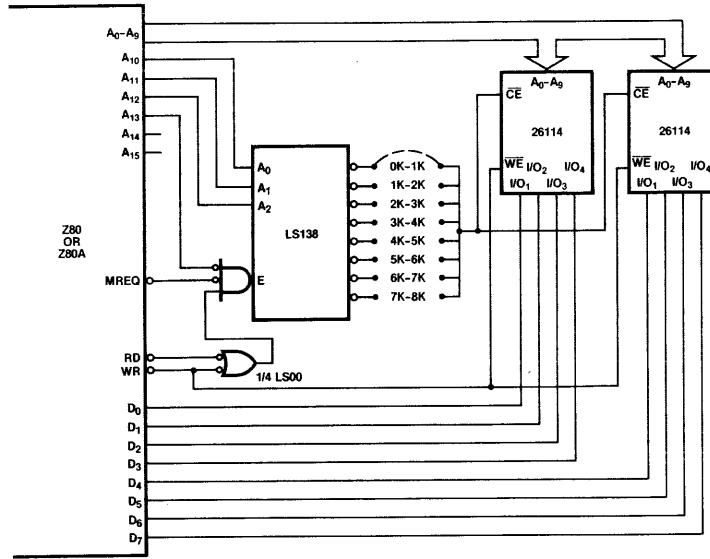 A0–A9
A10
A11
A12
A13
A14
A15
Z80
OR
Z80A
MREQ
RD
WR
D0
D1
D2
D3
D4
D5
D6
D7
A0
A1
A2
LS138
E
1/4 LS00
0K–1K
1K–2K
2K–3K
3K–4K
4K–5K
5K–6K
6K–7K
7K–8K
A0–A9
CE
26114
WE
I/O2
I/O4
I/O1
I/O3
A0–A9
CE
26114
WE
I/O2
I/O4
I/O1
I/O3